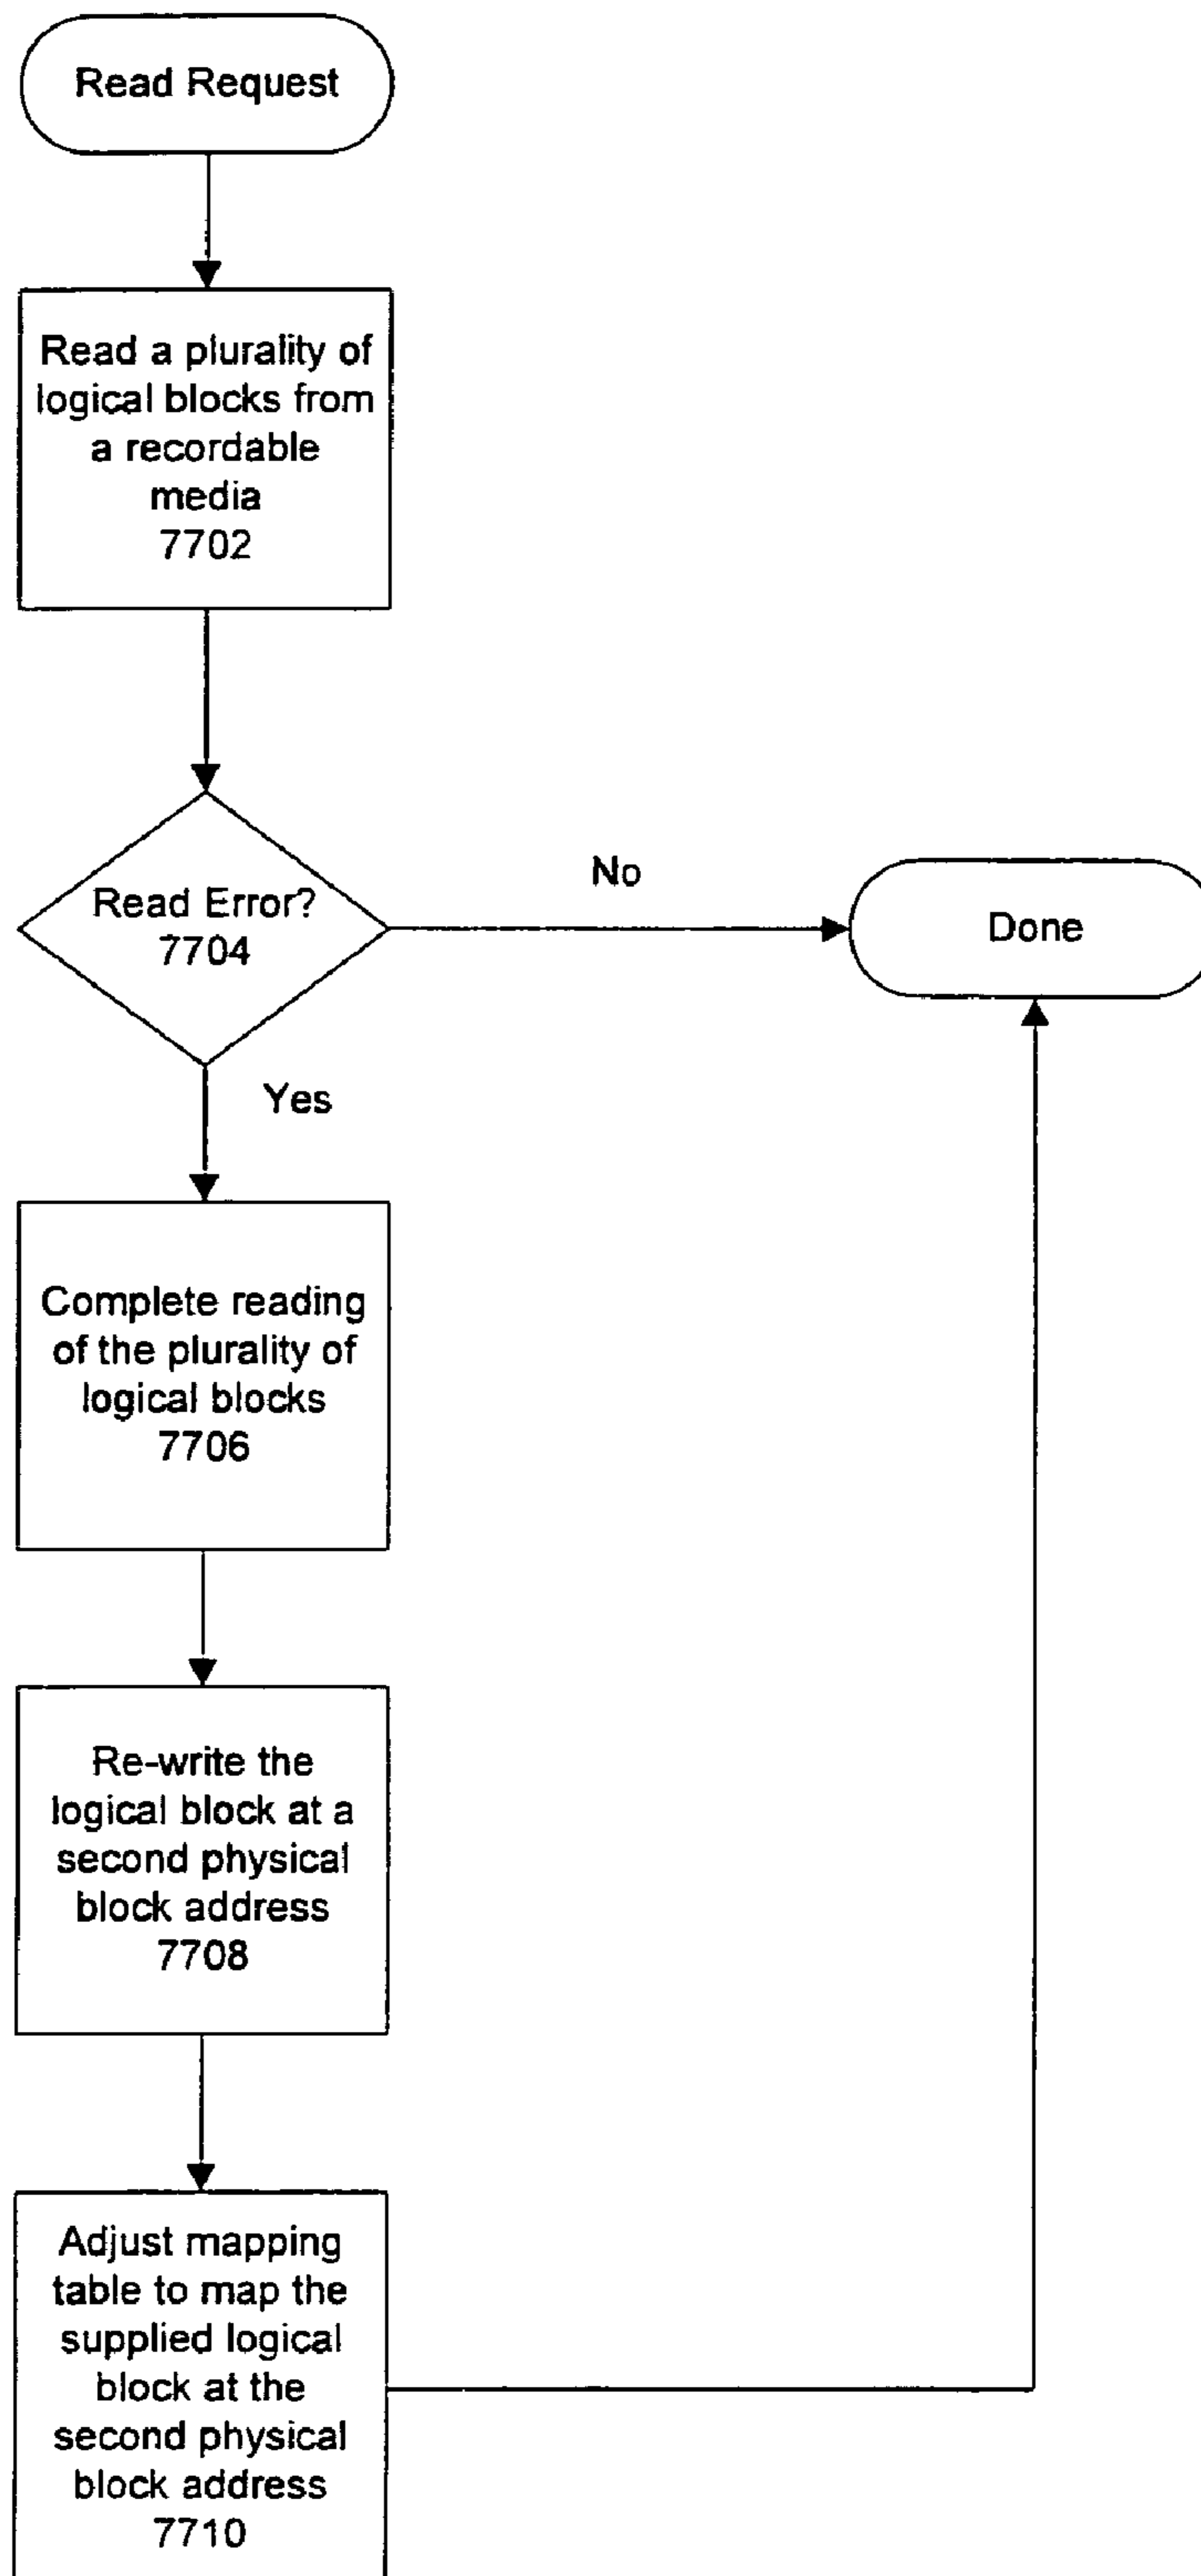 Read Request
Read a plurality of
logical blocks from
a recordable
media
7702
Read Error?
7704
No
Done
Yes
Complete reading
of the plurality of
logical blocks
7706
Re-write the
logical block at a
second physical
block address
7708
Adjust mapping
table to map the
supplied logical
block at the
second physical
block address
7710